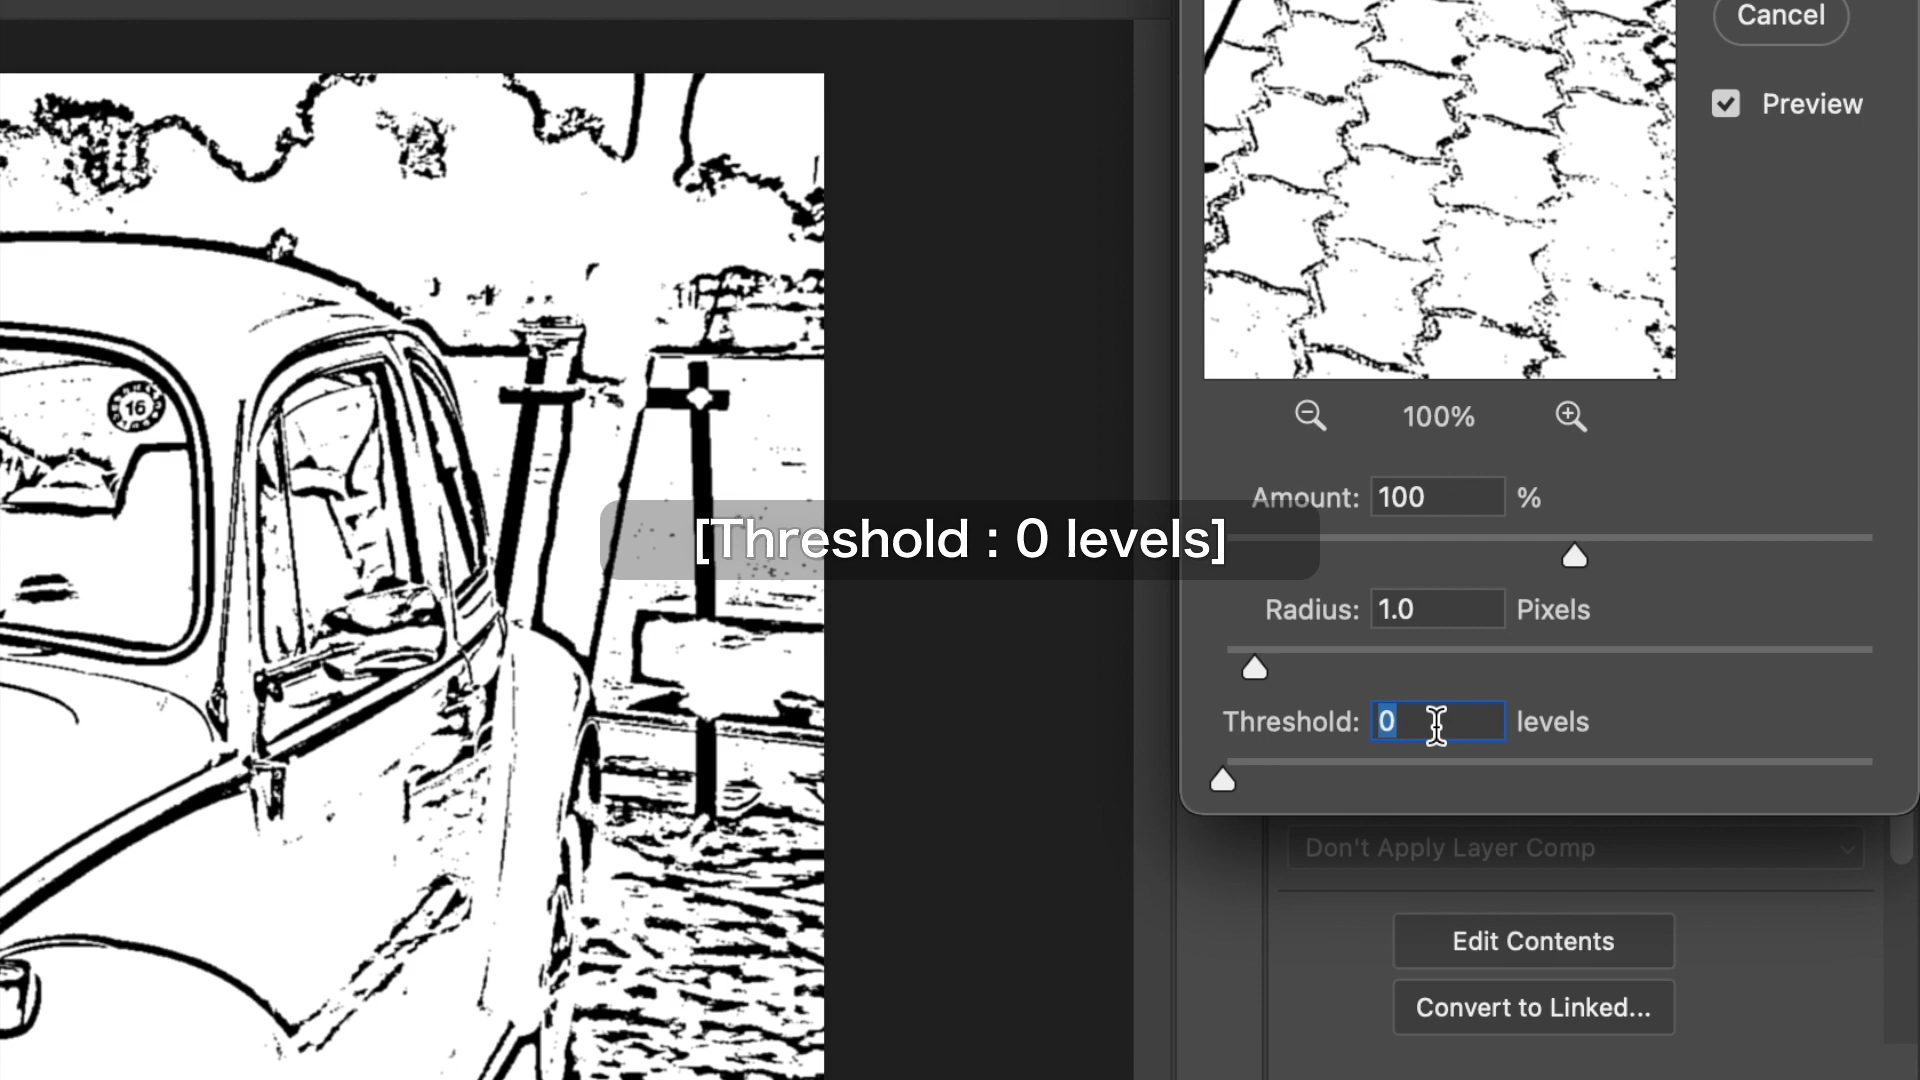 Cancel
Preview
16
100%
Amount: 100 %
[Threshold : 0 levels]
Radius: 1.0 Pixels
Threshold: 0 levels
Don't Apply Layer Comp
Edit Contents
Convert to Linked...